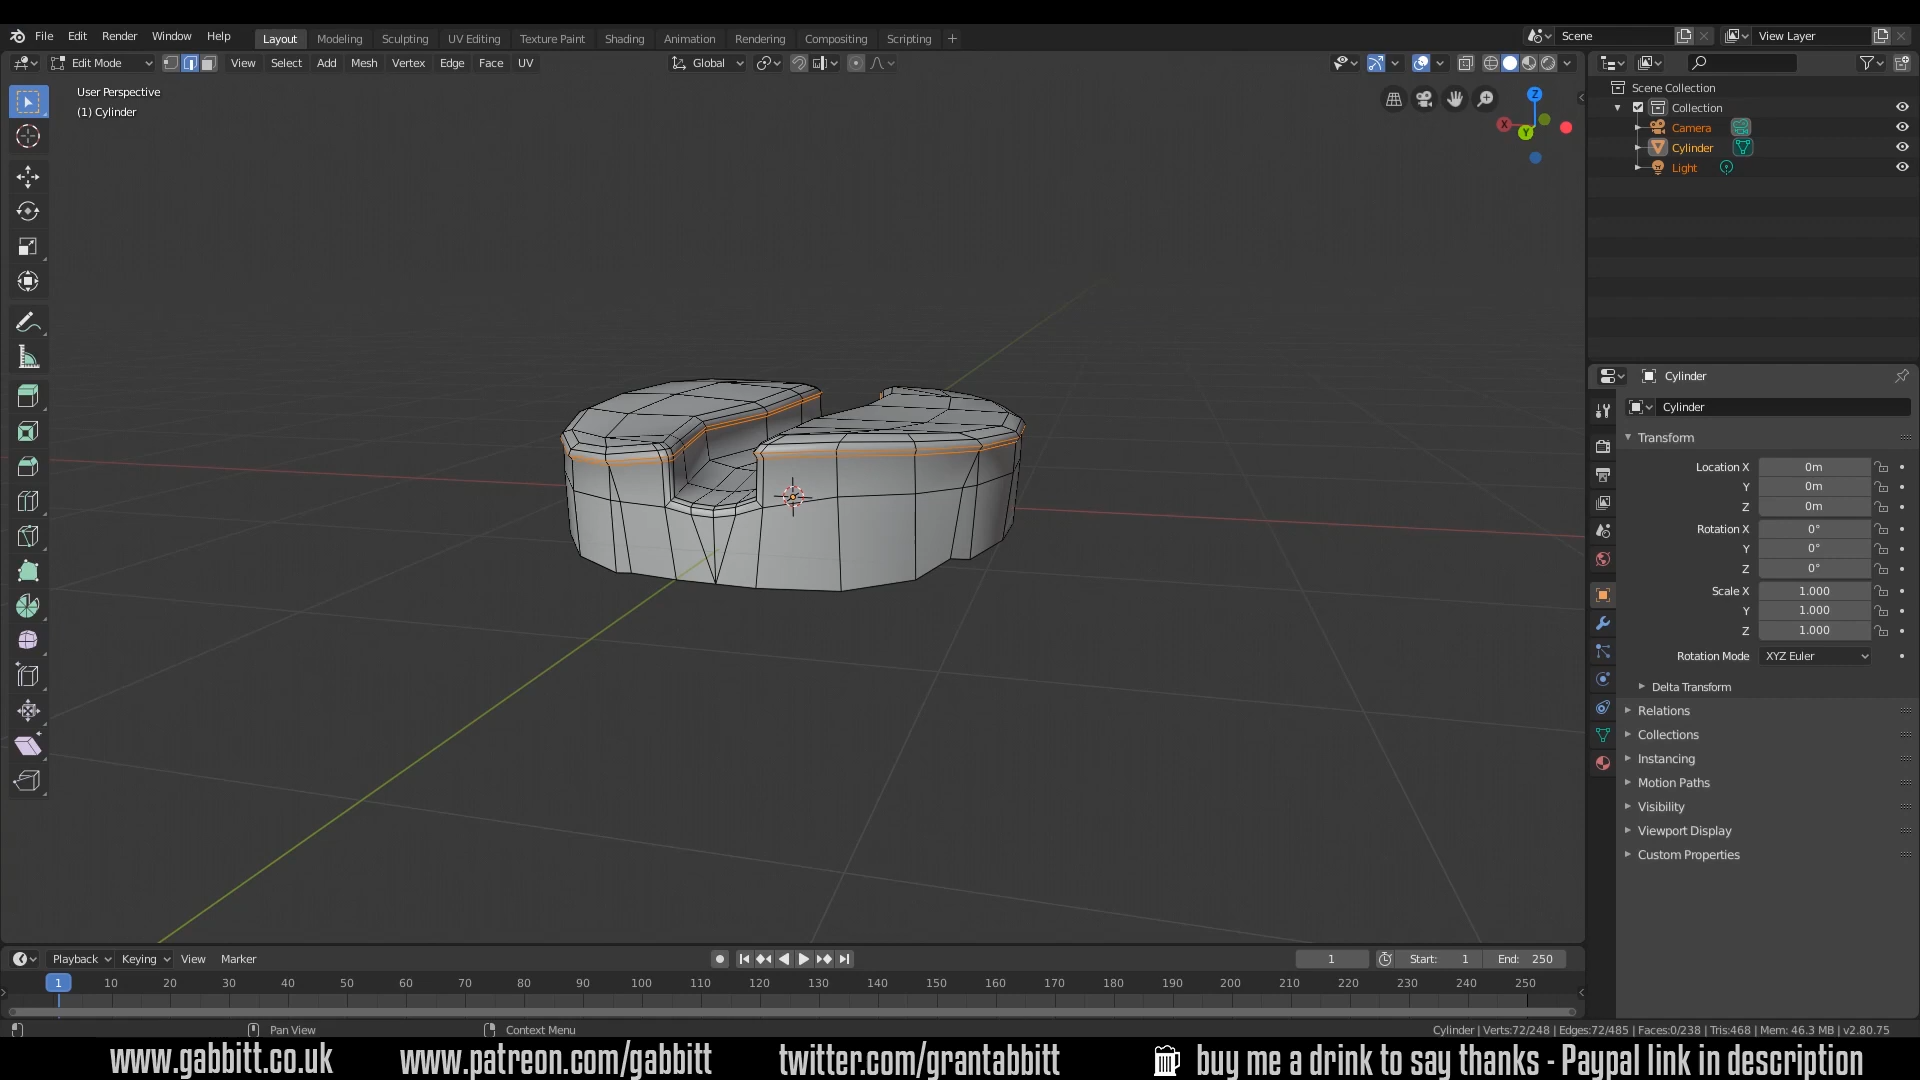 File Edit Render Window Help Layout Modeling Sculpting UV Editing Texture Paint Shading Animation Rendering Compositing Scripting + Scene View Layer
Edit Mode View Select Add Mesh Vertex Edge Face UV Global
User Perspective
(1) Cylinder
Z
X
Y
Scene Collection
Collection
Camera
Cylinder
Light
Cylinder
Cylinder
Transform
Location X 0m
Y 0m
Z 0m
Rotation X 0°
Y 0°
Z 0°
Scale X 1.000
Y 1.000
Z 1.000
Rotation Mode XYZ Euler
Delta Transform
Relations
Collections
Instancing
Motion Paths
Visibility
Viewport Display
Custom Properties
Playback Keying View Marker 1 Start: 1 End: 250
1 10 20 30 40 50 60 70 80 90 100 110 120 130 140 150 160 170 180 190 200 210 220 230 240 250
Pan View Context Menu Cylinder | Verts:72/248 | Edges:72/485 | Faces:0/238 | Tris:468 | Mem: 46.3 MB | v2.80.75
www.gabbitt.co.uk www.patreon.com/gabbitt twitter.com/grantabbitt buy me a drink to say thanks - Paypal link in description